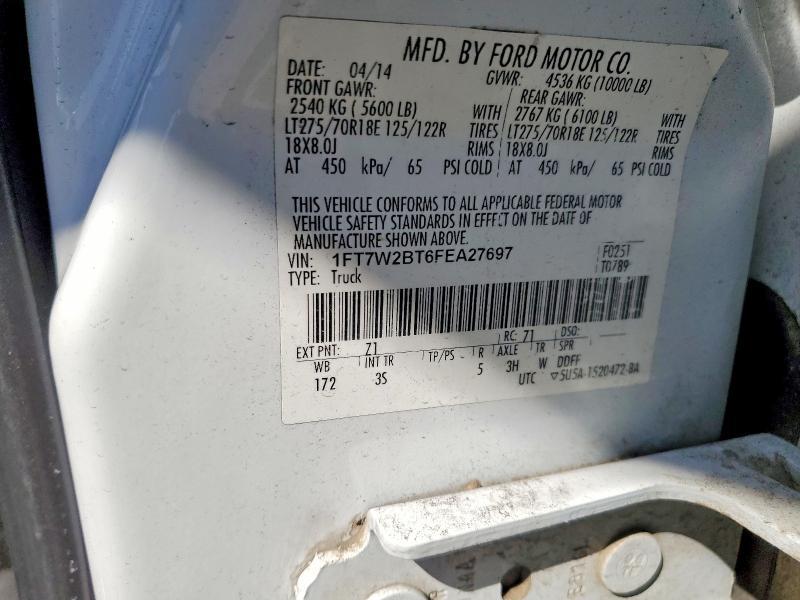 MFD. BY FORD MOTOR CO.
DATE: 04/14 GVWR: 4536 KG (10000 LB)
FRONT GAWR: REAR GAWR:
2540 KG ( 5600 LB) WITH 2767 KG ( 6100 LB) WITH
LT275/70R18E 125/122R TIRES LT275/70R18E 125/122R TIRES
18X8.0J RIMS 18X8.0J RIMS
AT 450 kPa/ 65 PSI COLD AT 450 kPa/ 65 PSI COLD
THIS VEHICLE CONFORMS TO ALL APPLICABLE FEDERAL MOTOR
VEHICLE SAFETY STANDARDS IN EFFECT ON THE DATE OF
MANUFACTURE SHOWN ABOVE.
VIN: 1FT7W2BT6FEA27697 F0251
TYPE: Truck T0789
EXT PNT: Z1 RC: 71 DSO:
WB INT TR TP/PS R AXLE TR SPR
172 3S 5 3H W DDFF
UTC ▽5U5A-1520472-BA